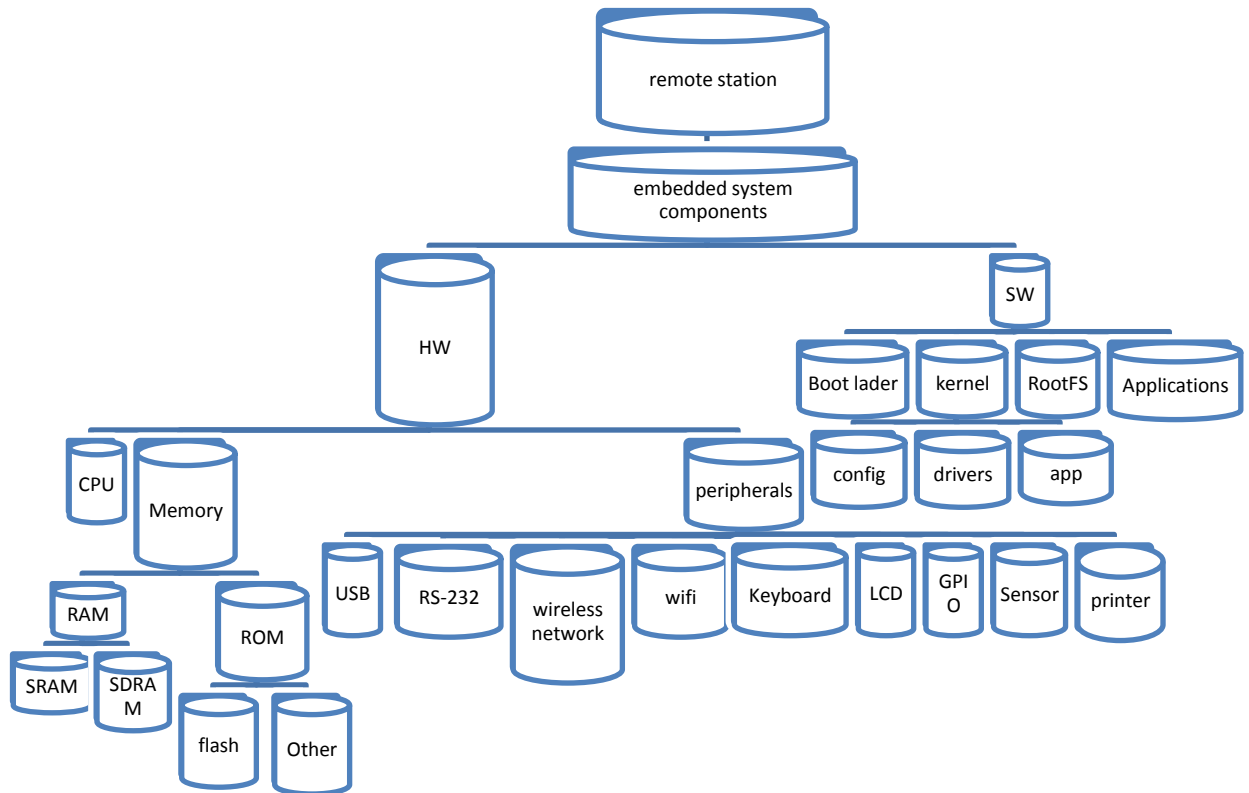 remote station
embedded system
components
HW
SW
Boot lader
kernel
RootFS
Applications
CPU
Memory
peripherals
config
drivers
app
RAM
ROM
USB
RS-232
wireless
network
wifi
Keyboard
LCD
GPI
O
Sensor
printer
SRAM
SDRA
M
flash
Other